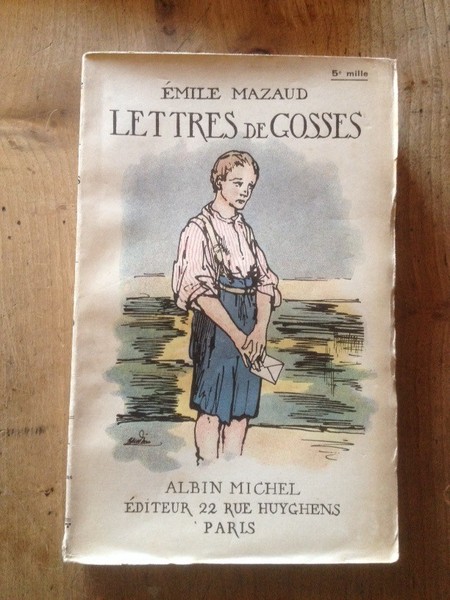 5ᵉ mille
ÉMILE MAZAUD
LETTRES DE GOSSES
ALBIN MICHEL
ÉDITEUR 22 RUE HUYGHENS
PARIS